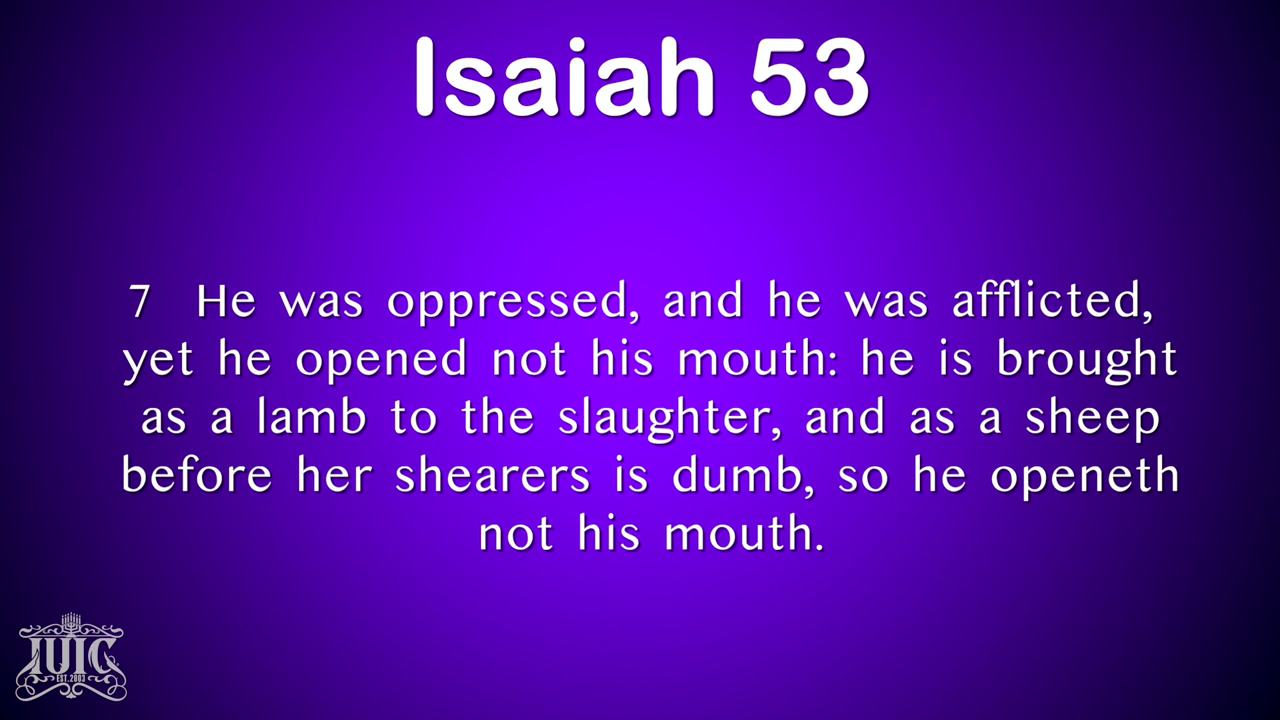 Isaiah 53
7 He was oppressed, and he was afflicted,
yet he opened not his mouth: he is brought
as a lamb to the slaughter, and as a sheep
before her shearers is dumb, so he openeth
not his mouth.
IUIC
EST. 2003